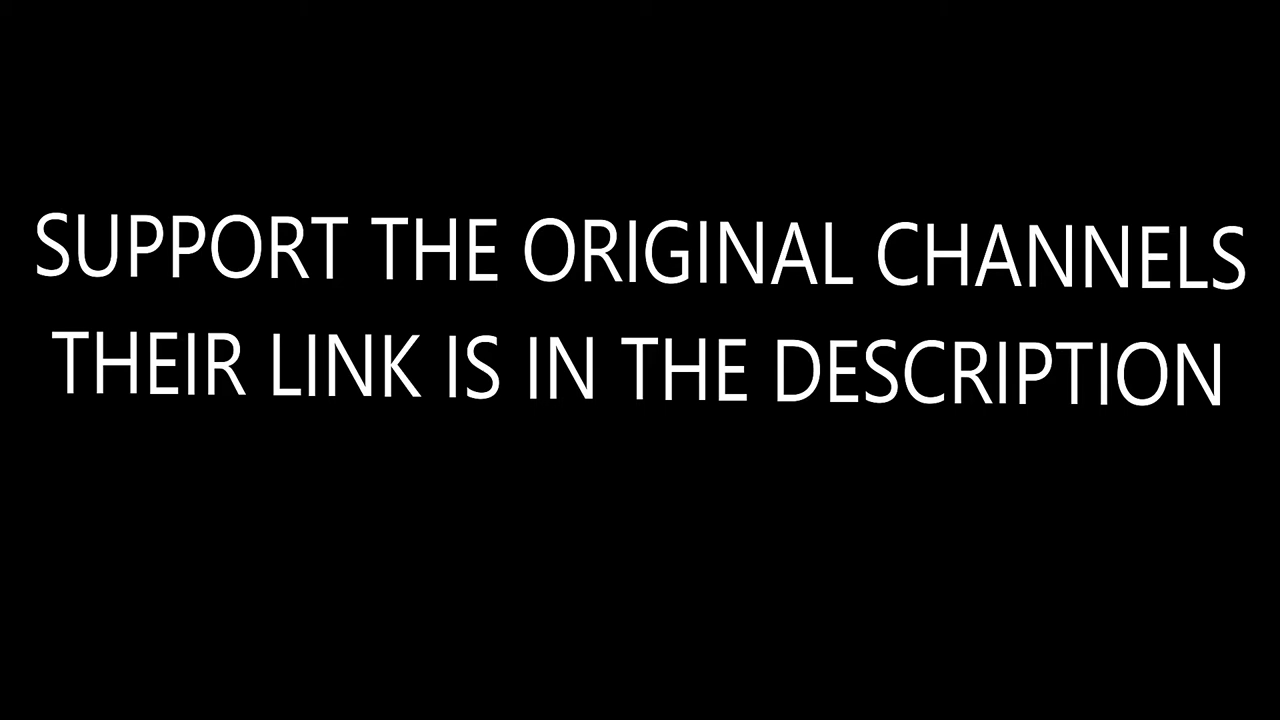 SUPPORT THE ORIGINAL CHANNELS
THEIR LINK IS IN THE DESCRIPTION